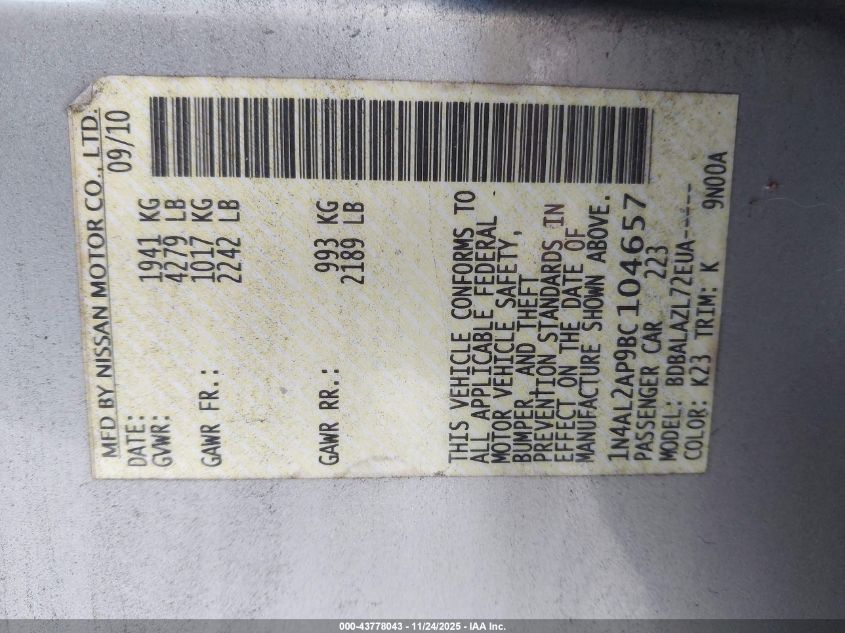 MFD BY NISSAN MOTOR CO., LTD.
DATE: 09/10
GVWR: 1941 KG
4279 LB
GAWR FR.: 1017 KG
2242 LB
GAWR RR.: 993 KG
2189 LB
THIS VEHICLE CONFORMS TO
ALL APPLICABLE FEDERAL
MOTOR VEHICLE SAFETY,
BUMPER, AND THEFT
PREVENTION STANDARDS IN
EFFECT ON THE DATE OF
MANUFACTURE SHOWN ABOVE.
1N4AL2AP9BC104657
PASSENGER CAR 223
MODEL: BDBALAZL72EUA-----
COLOR: K23 TRIM: K 9N00A
000-43778043 — 11/24/2025 — IAA Inc.